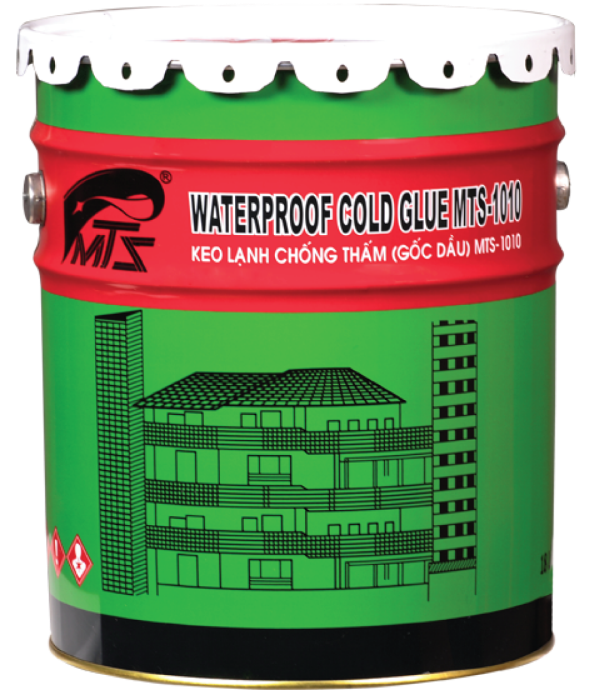 MTS ®
WATERPROOF COLD GLUE MTS-1010
KEO LẠNH CHỐNG THẤM (GỐC DẦU) MTS-1010